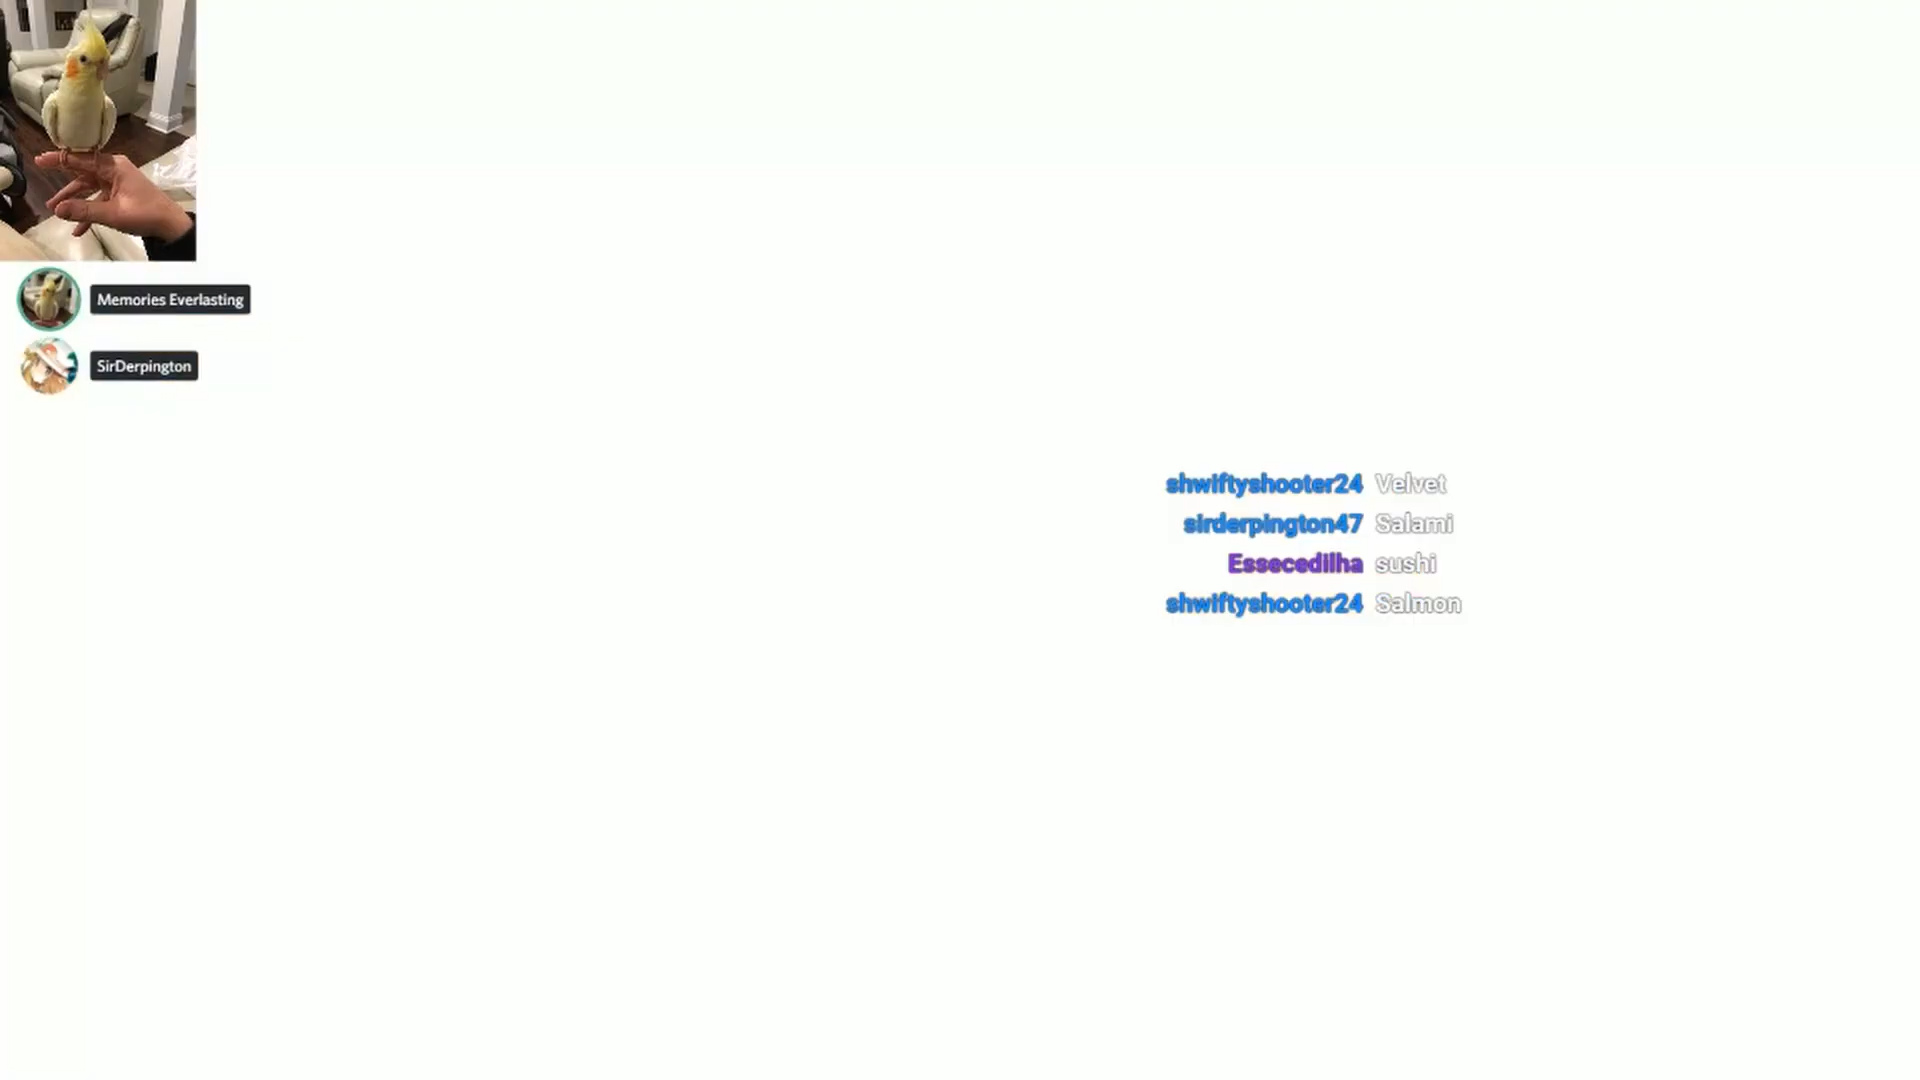 Memories Everlasting
SirDerpington
shwiftyshooter24 Velvet
sirderpington47 Salami
Essecedilha sushi
shwiftyshooter24 Salmon